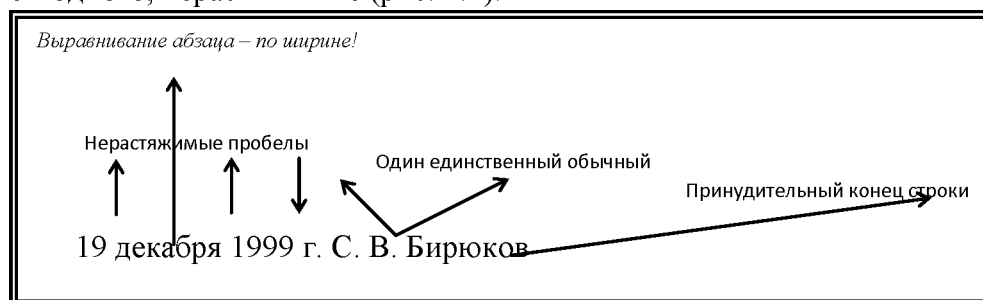 Выравнивание абзаца – по ширине!
Нерастяжимые пробелы
Один единственный обычный
Принудительный конец строки
19 декабря 1999 г. С. В. Бирюков